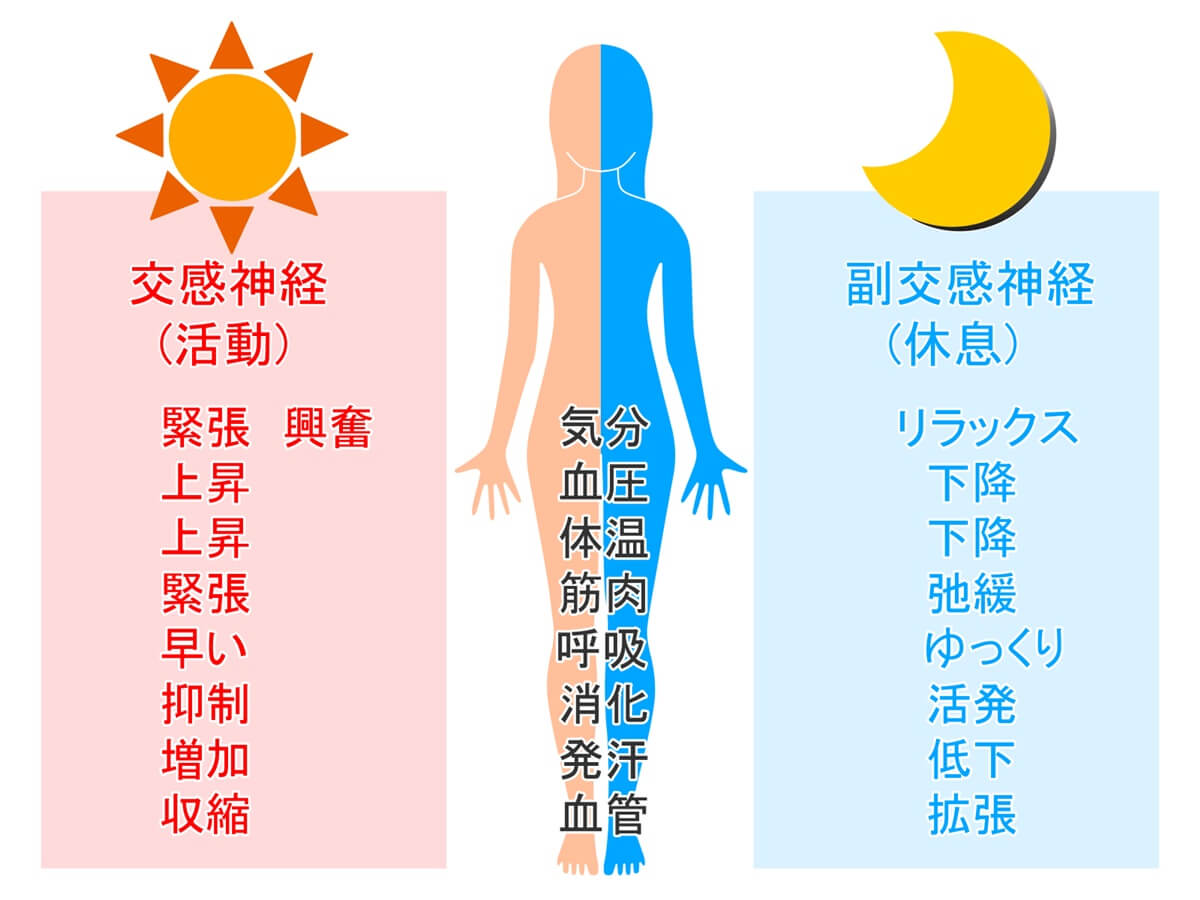 交感神経
(活動)
副交感神経
(休息)
緊張 興奮 気分 リラックス
上昇 血圧 下降
上昇 体温 下降
緊張 筋肉 弛緩
早い 呼吸 ゆっくり
抑制 消化 活発
増加 発汗 低下
収縮 血管 拡張